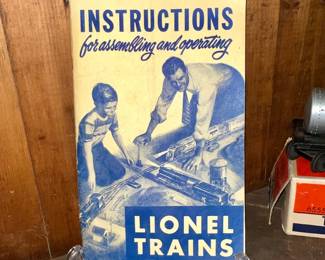 INSTRUCTIONS
for assembling and operating
LIONEL
TRAINS